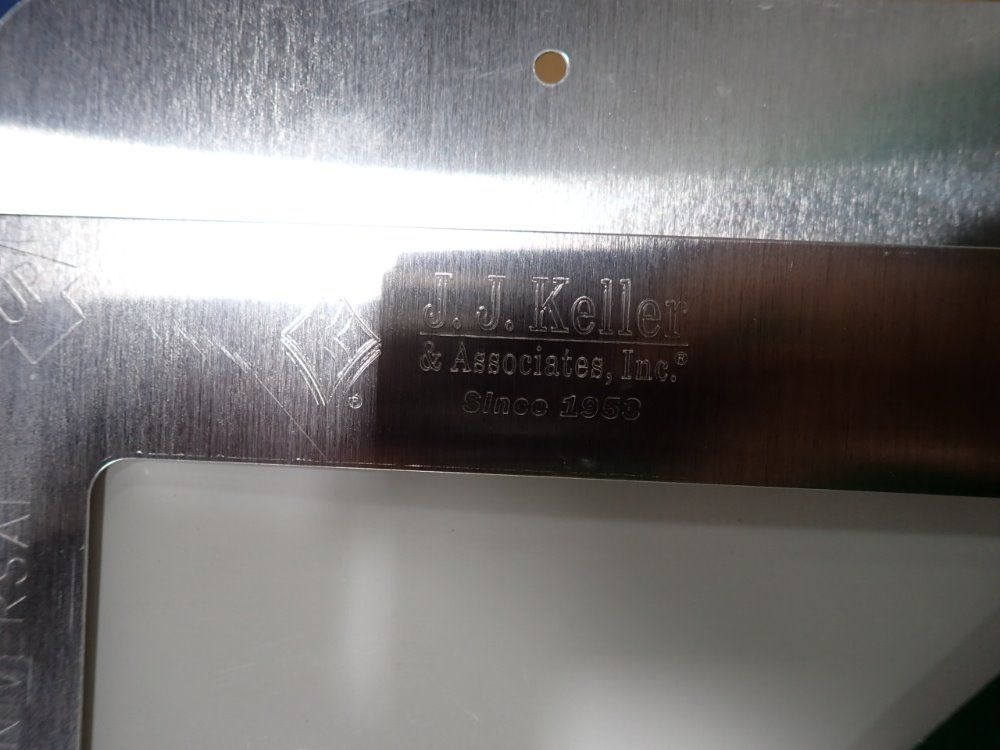 J. J. Keller
& Associates, Inc.®
Since 1953